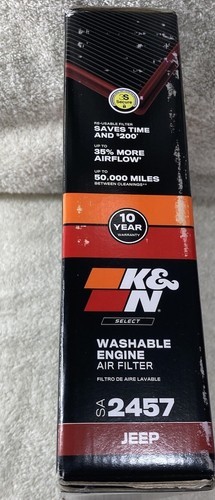 S
Secure
RE-USABLE FILTER
SAVES TIME
AND $200†
UP TO
35% MORE
AIRFLOW*
UP TO
50.000 MILES
BETWEEN CLEANINGS**
10
YEAR
WARRANTY
K&N
SELECT
WASHABLE
ENGINE
AIR FILTER
FILTRO DE AIRE LAVABLE
SA 2457
JEEP